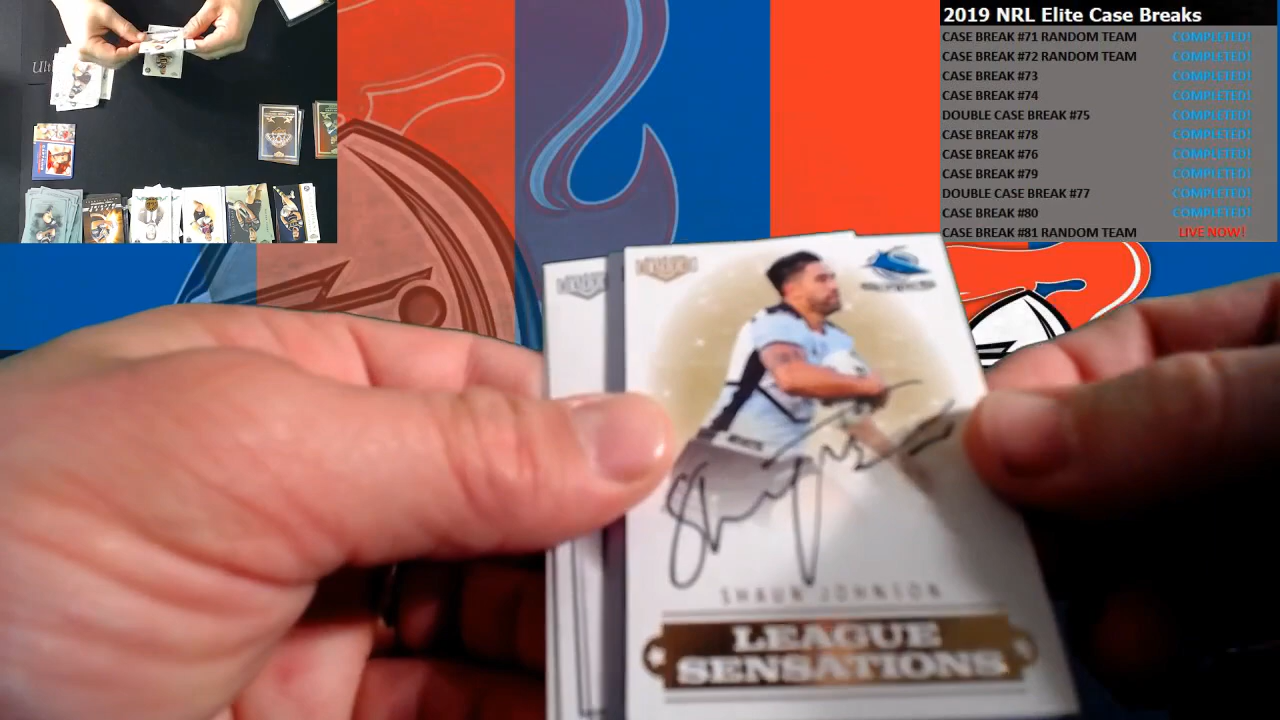 2019 NRL Elite Case Breaks
CASE BREAK #71 RANDOM TEAM COMPLETED!
CASE BREAK #72 RANDOM TEAM COMPLETED!
CASE BREAK #73 COMPLETED!
CASE BREAK #74 COMPLETED!
DOUBLE CASE BREAK #75 COMPLETED!
CASE BREAK #78 COMPLETED!
CASE BREAK #76 COMPLETED!
CASE BREAK #79 COMPLETED!
DOUBLE CASE BREAK #77 COMPLETED!
CASE BREAK #80 COMPLETED!
CASE BREAK #81 RANDOM TEAM LIVE NOW!
SHAUN JOHNSON
LEAGUE
SENSATIONS